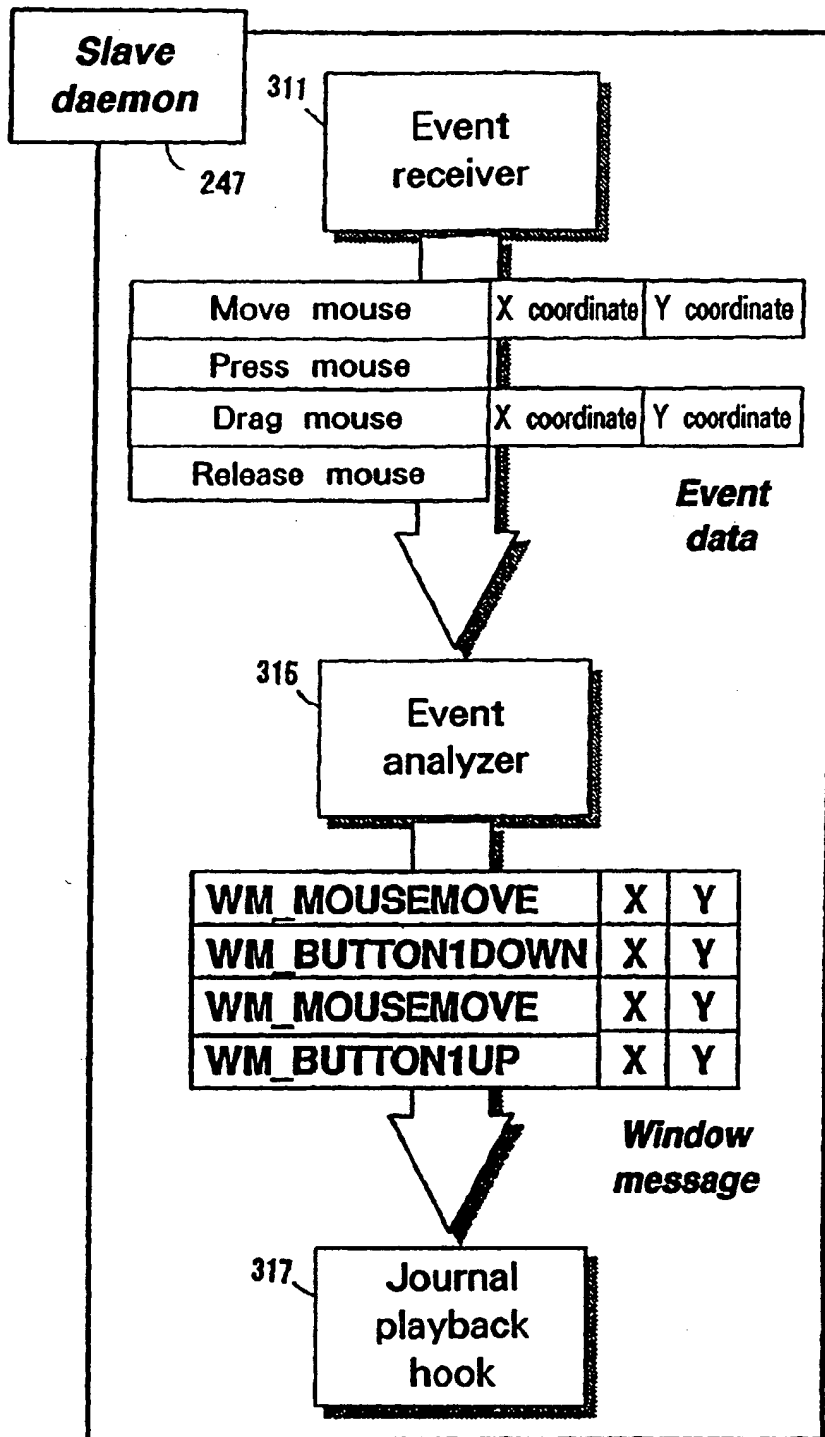 Slave
daemon
247
311
Event
receiver
Move mouse X coordinate Y coordinate
Press mouse
Drag mouse X coordinate Y coordinate
Release mouse
Event
data
316
Event
analyzer
WM_MOUSEMOVE X Y
WM_BUTTON1DOWN X Y
WM_MOUSEMOVE X Y
WM_BUTTON1UP X Y
Window
message
317
Journal
playback
hook